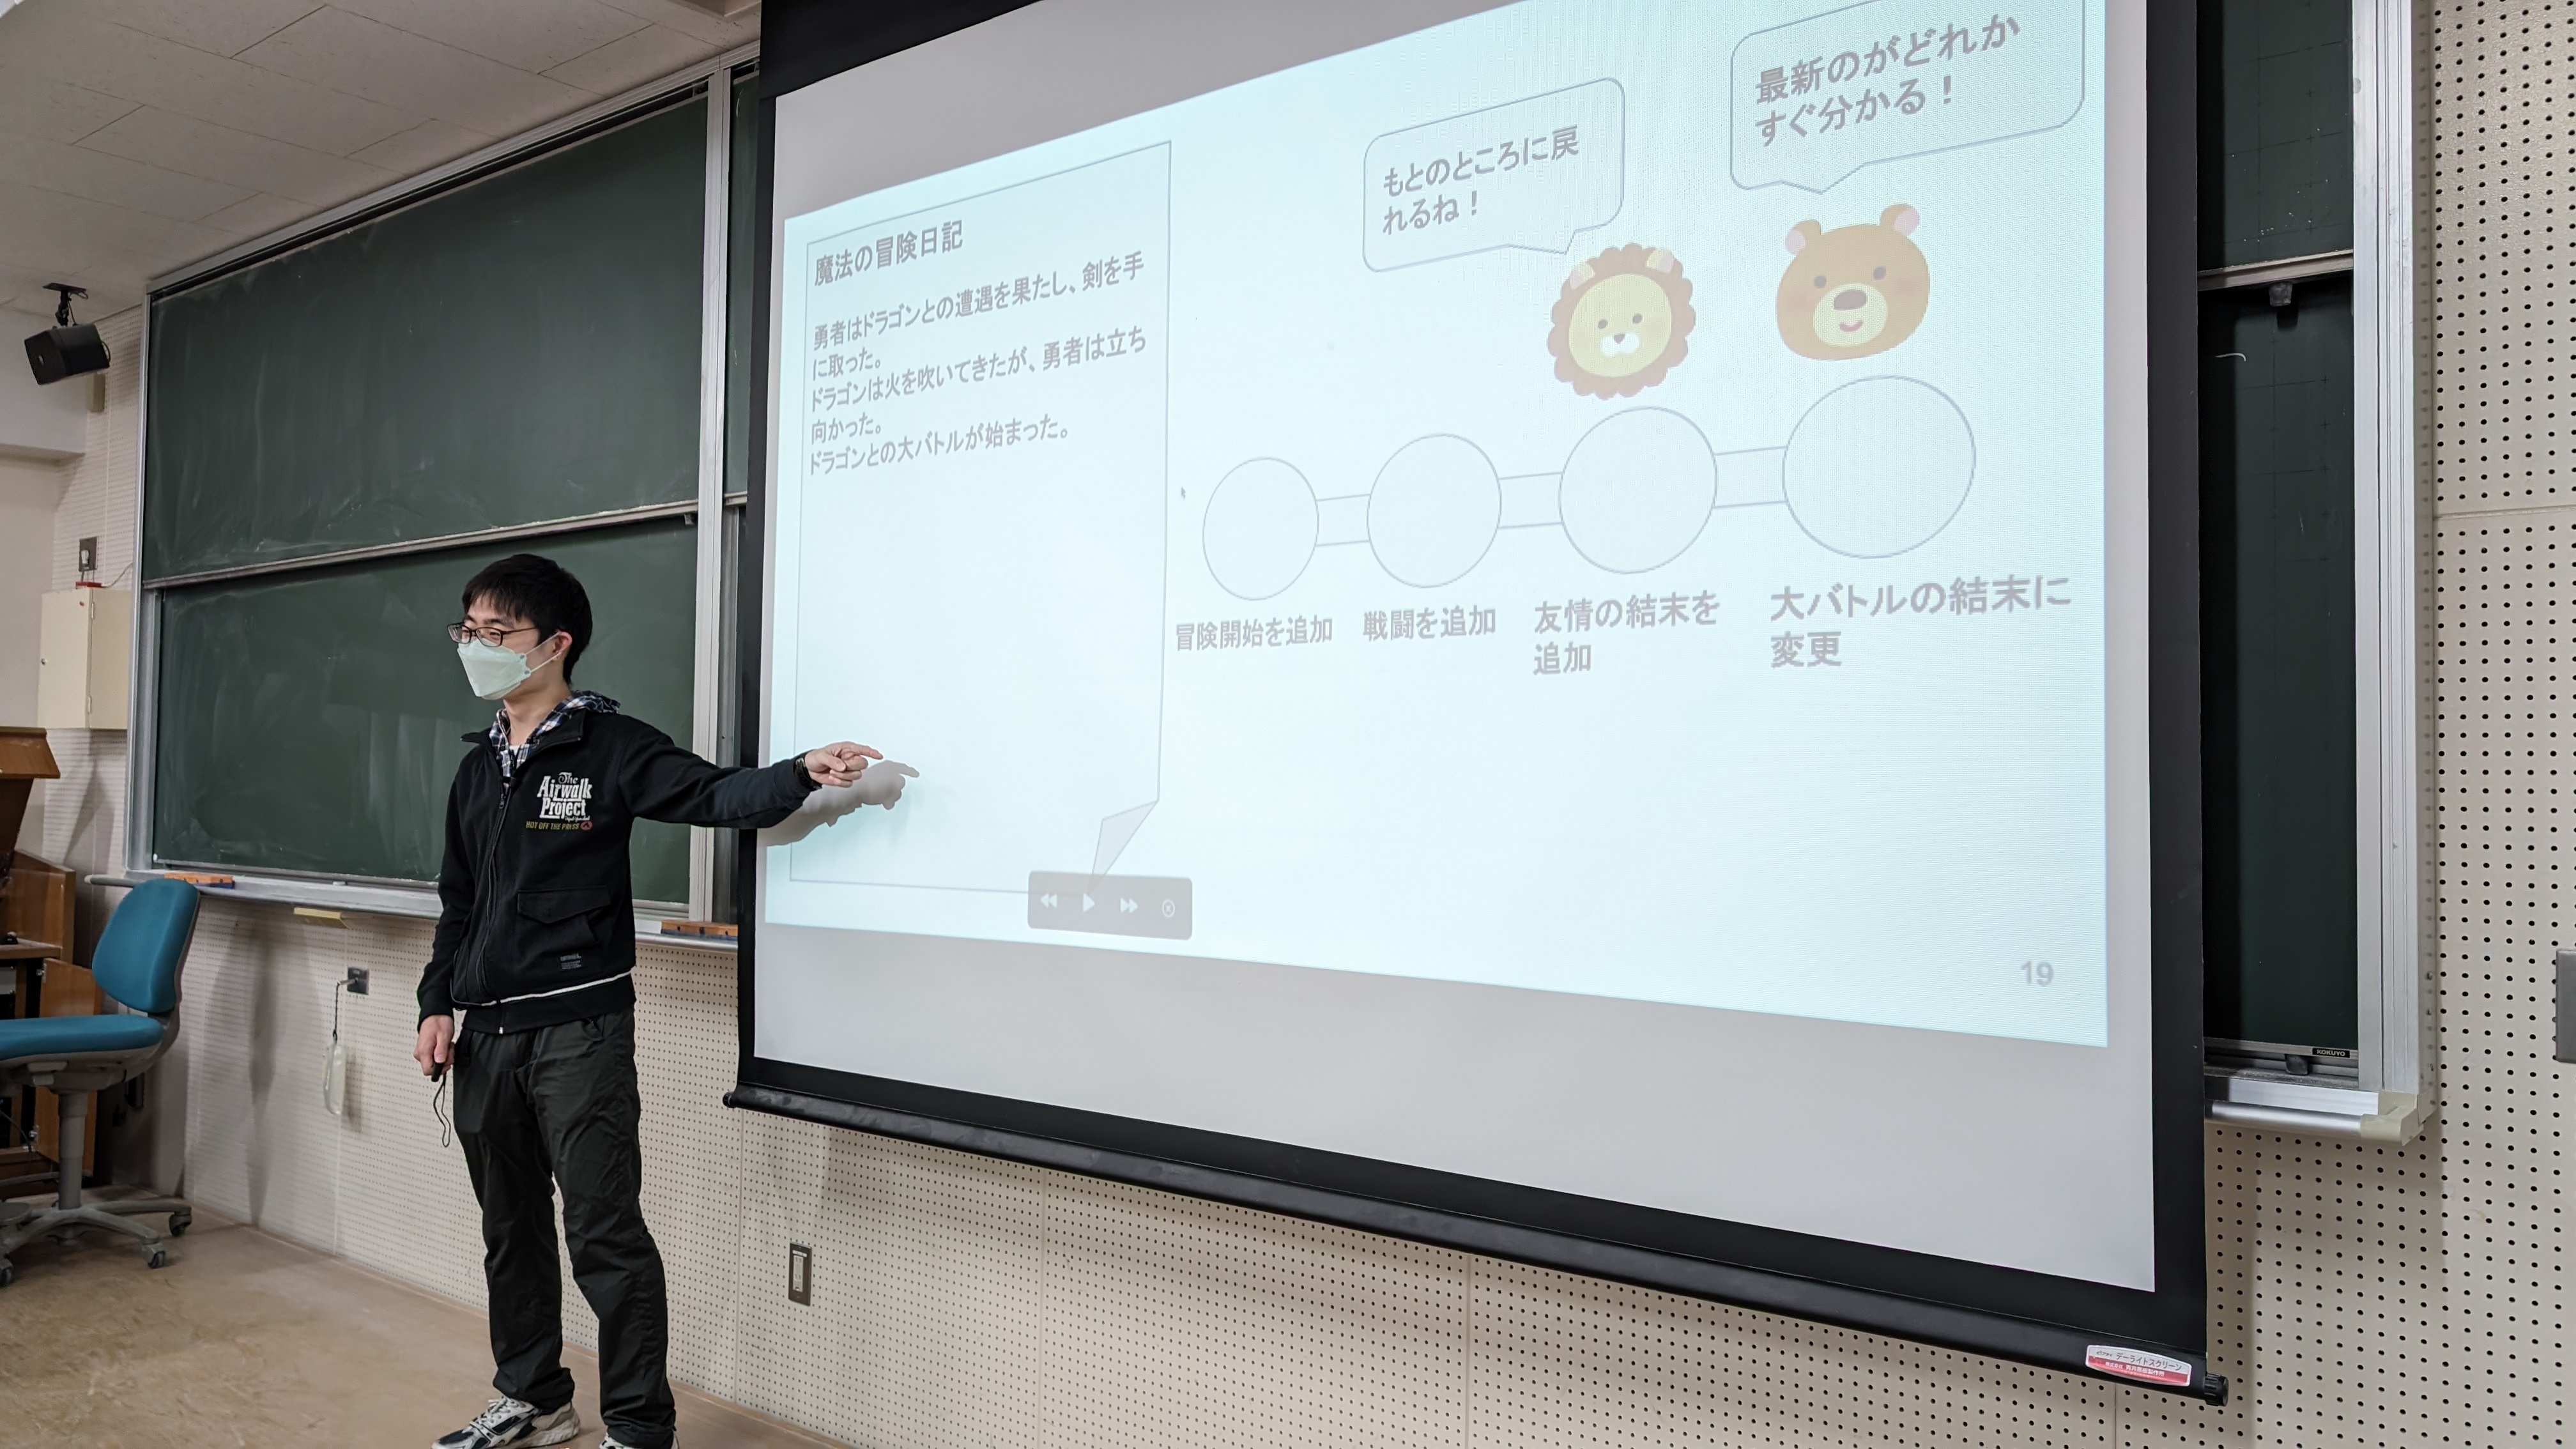 最新のがどれか
すぐ分かる！
もとのところに戻
れるね！
魔法の冒険日記
勇者はドラゴンとの遭遇を果たし、剣を手
に取った。
ドラゴンは火を吹いてきたが、勇者は立ち
向かった。
ドラゴンとの大バトルが始まった。
冒険開始を追加
戦闘を追加
友情の結末を
追加
大バトルの結末に
変更
19
The
Airwalk
Project
HOT OFF THE PRESS
KOKUYO
デーライトスクリーン